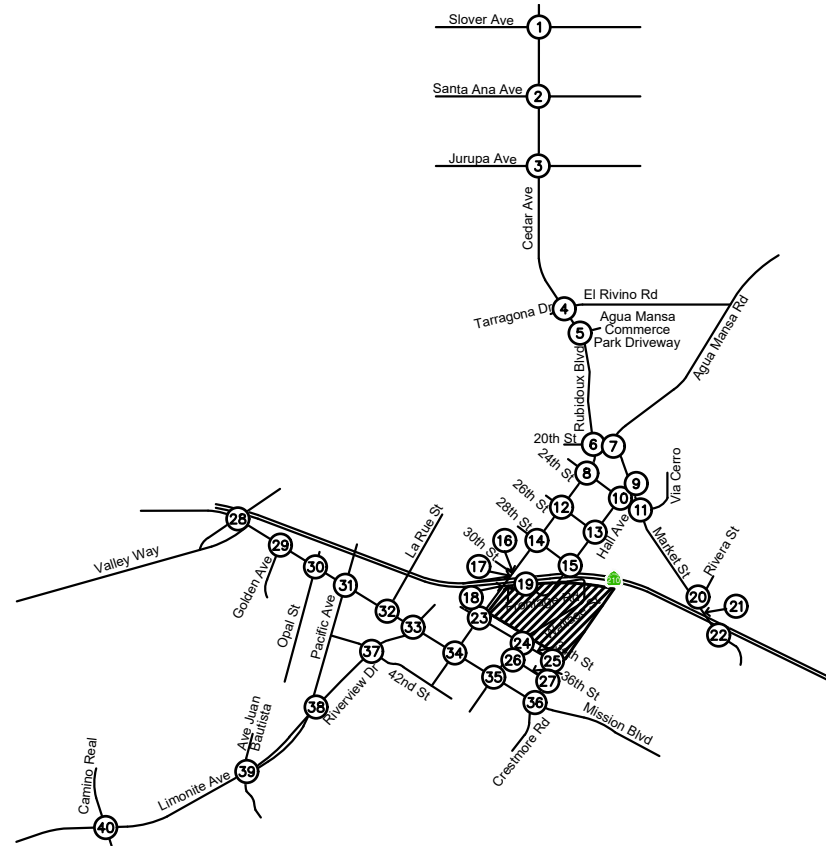 Slover Ave
1
Santa Ana Ave
2
Jurupa Ave
3
Cedar Ave
El Rivino Rd
4
Tarragona Dr
5
Agua Mansa
Commerce
Park Driveway
Agua Mansa Rd
Rubidoux Blvd
20th St
6
7
24th St
8
9
Via Cerro
10
11
26th St
12
13
Hall Ave
28th St
14
15
16
30th St
17
18
19
Market St
Rivera St
20
21
22
28
Valley Way
29
Golden Ave
30
Opal St
31
Pacific Ave
La Rue St
32
33
Frontage Rd
23
24
25
26
27
36th St
34
35
36
Mission Blvd
Crestmore Rd
37
42nd St
Riverview Dr
38
Ave Juan
Bautista
39
Limonite Ave
Camino Real
40